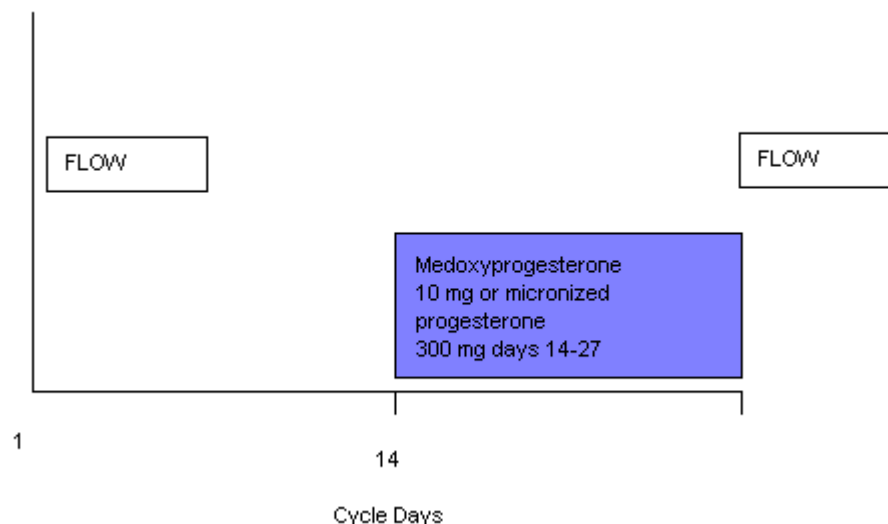 FLOW
FLOW
Medoxyprogesterone
10 mg or micronized
progesterone
300 mg days 14-27
1
14
Cycle Days